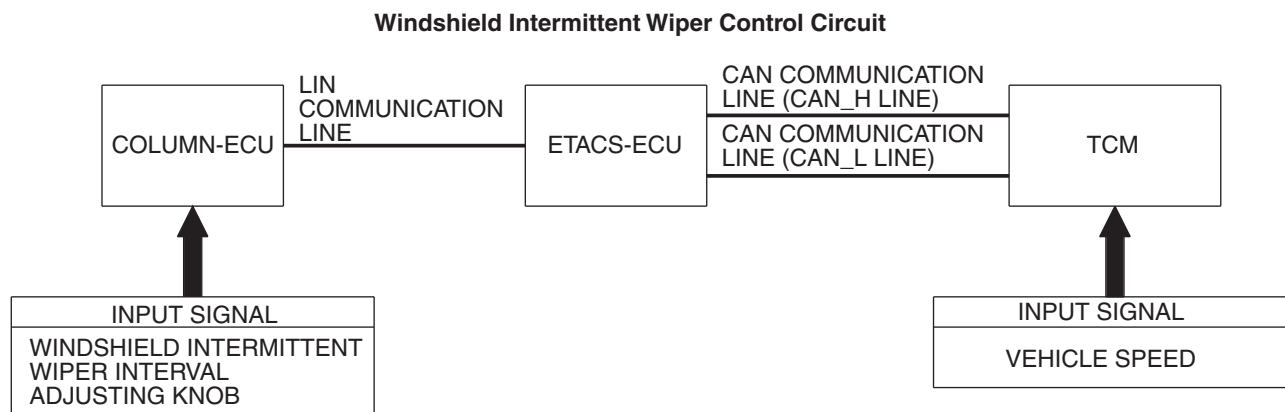 Windshield Intermittent Wiper Control Circuit
LIN
COMMUNICATION
LINE
CAN COMMUNICATION
LINE (CAN_H LINE)
CAN COMMUNICATION
LINE (CAN_L LINE)
COLUMN-ECU
ETACS-ECU
TCM
INPUT SIGNAL
WINDSHIELD INTERMITTENT
WIPER INTERVAL
ADJUSTING KNOB
INPUT SIGNAL
VEHICLE SPEED